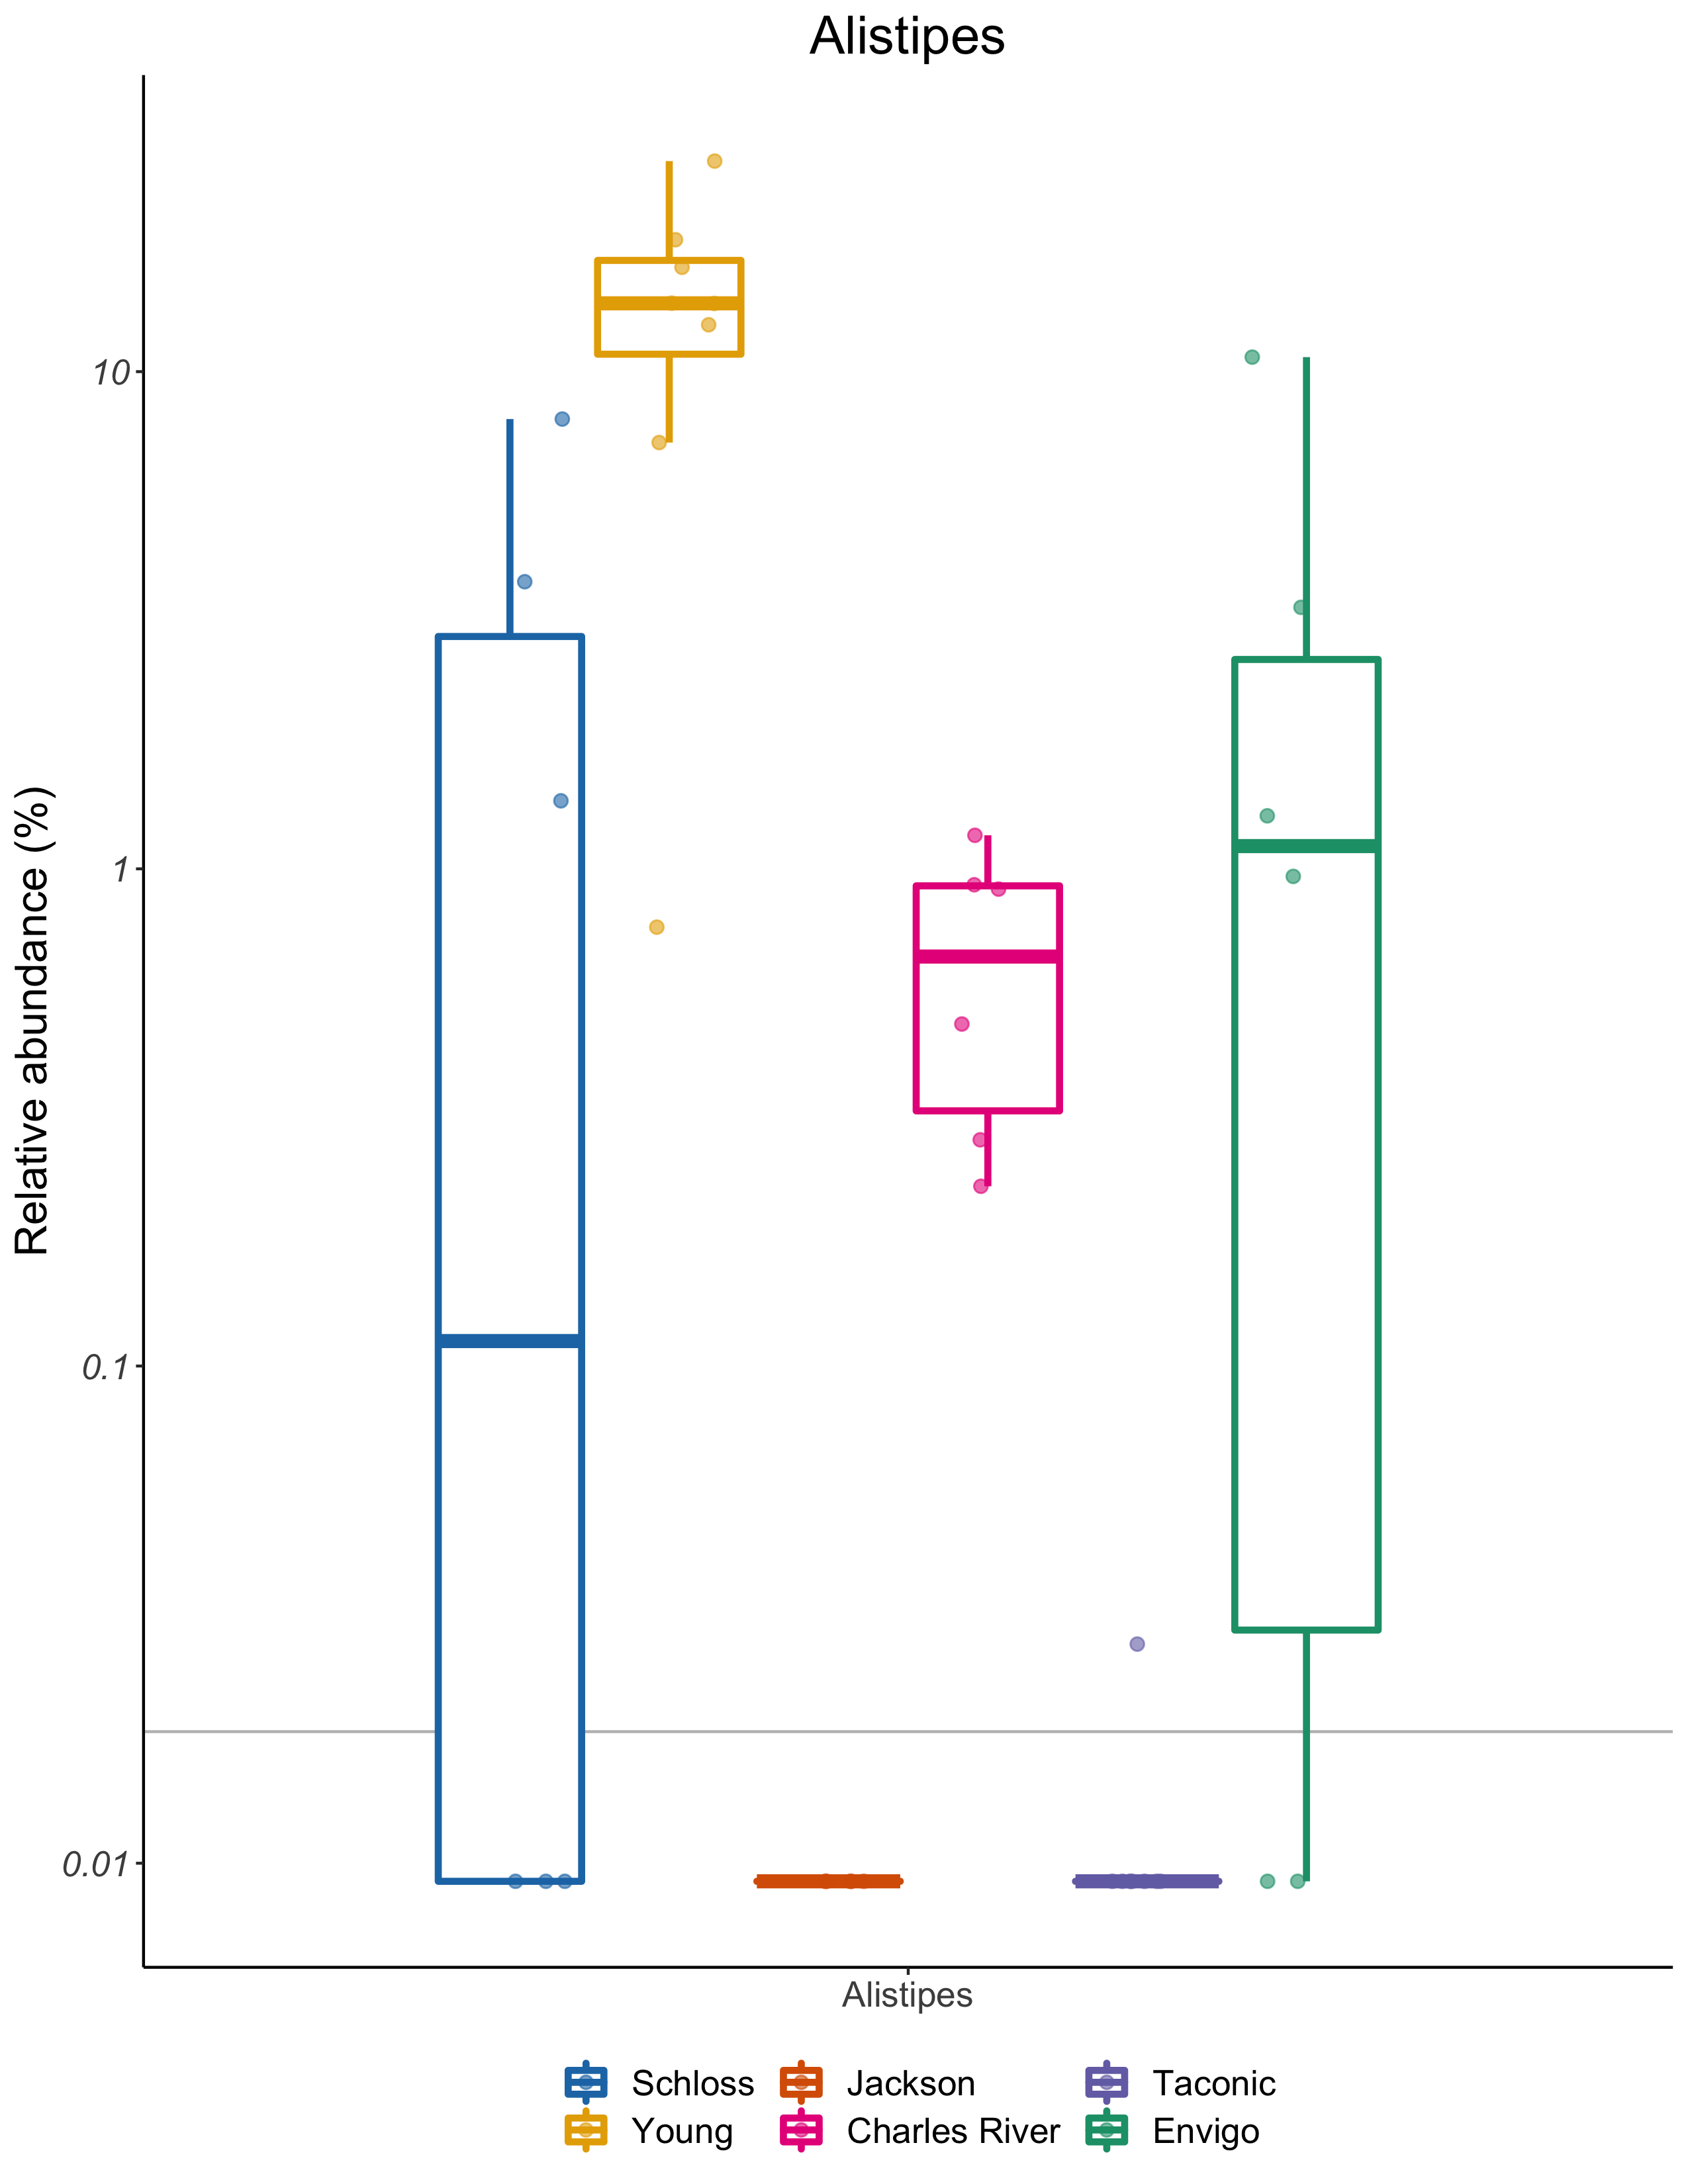 Alistipes
Relative abundance (%)
10
1
0.1
0.01
Alistipes
Schloss Jackson Taconic
Young Charles River Envigo